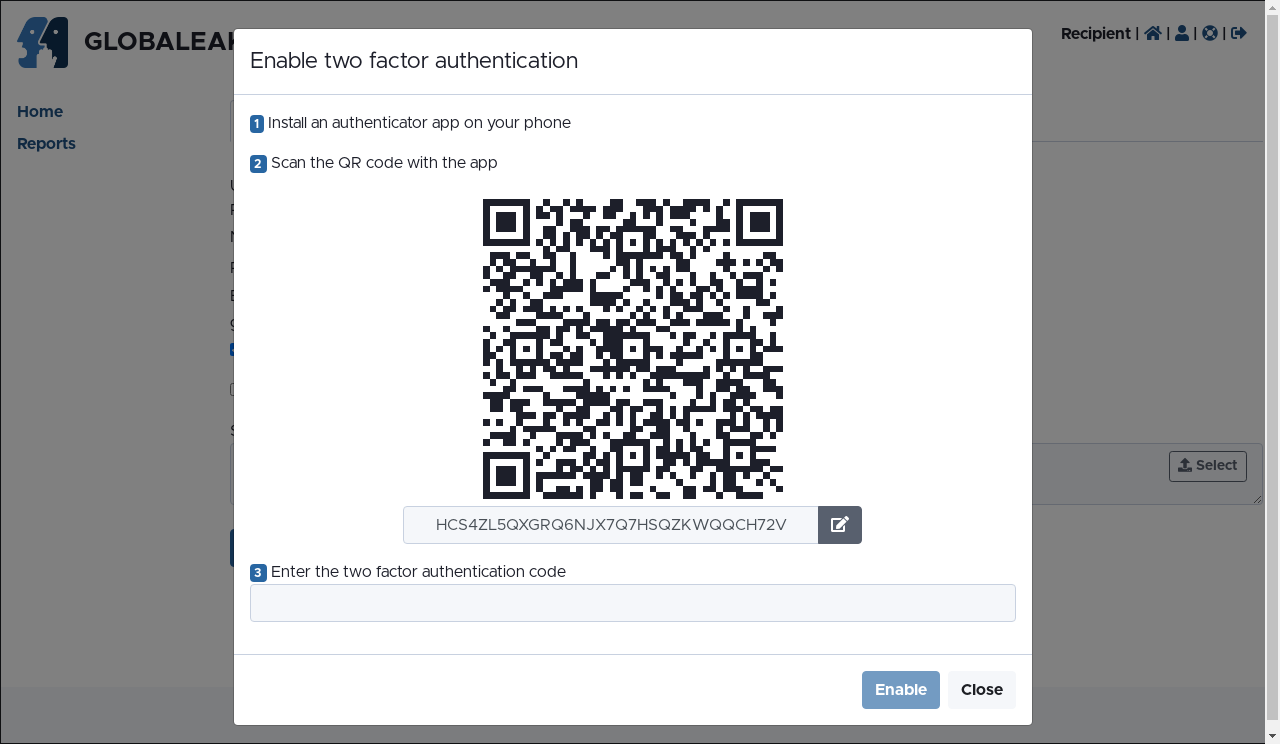 GLOBALEAK
Recipient | | | |
Home
Reports
Enable two factor authentication
1 Install an authenticator app on your phone
2 Scan the QR code with the app
HCS4ZL5QXGRQ6NJX7Q7HSQZKWQQCH72V
3 Enter the two factor authentication code
Select
Enable
Close